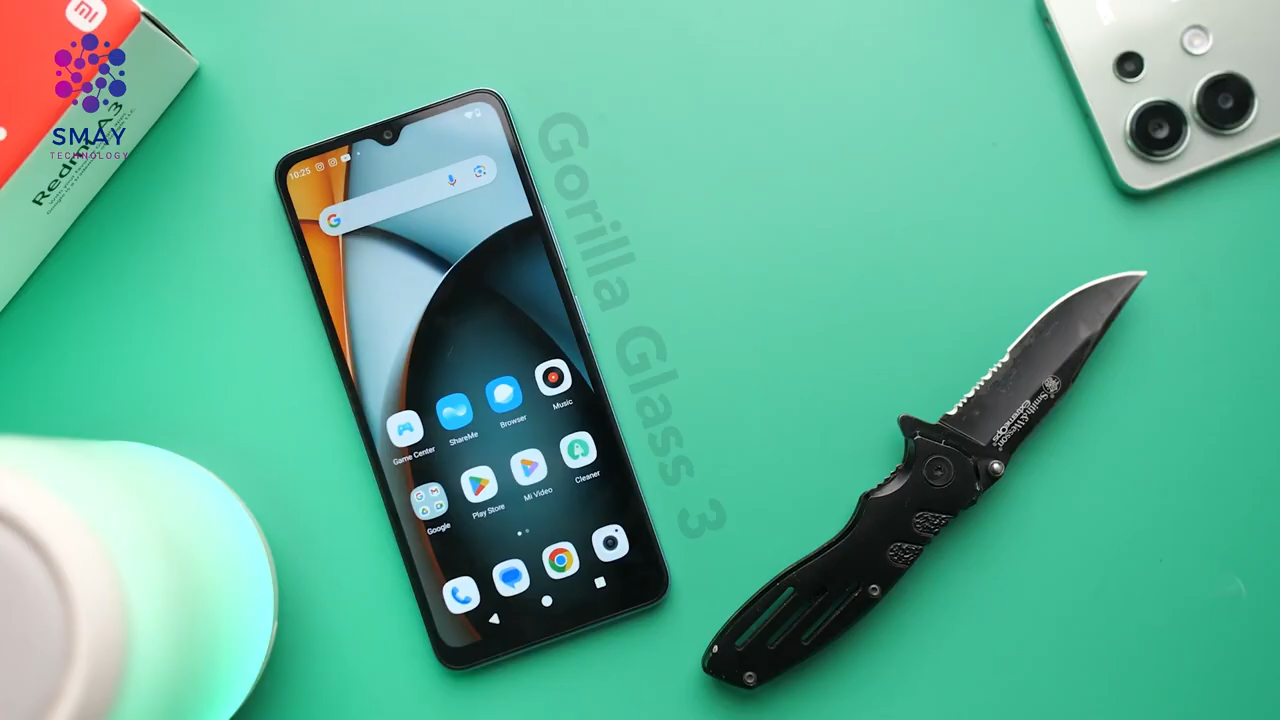 mi
SMAY
TECHNOLOGY
Redmi A3
10:25
G
Gorilla Glass 3
Game Center
ShareMe
Browser
Music
Google
Play Store
Mi Video
Cleaner
Smith&Wesson
ExtremeOps